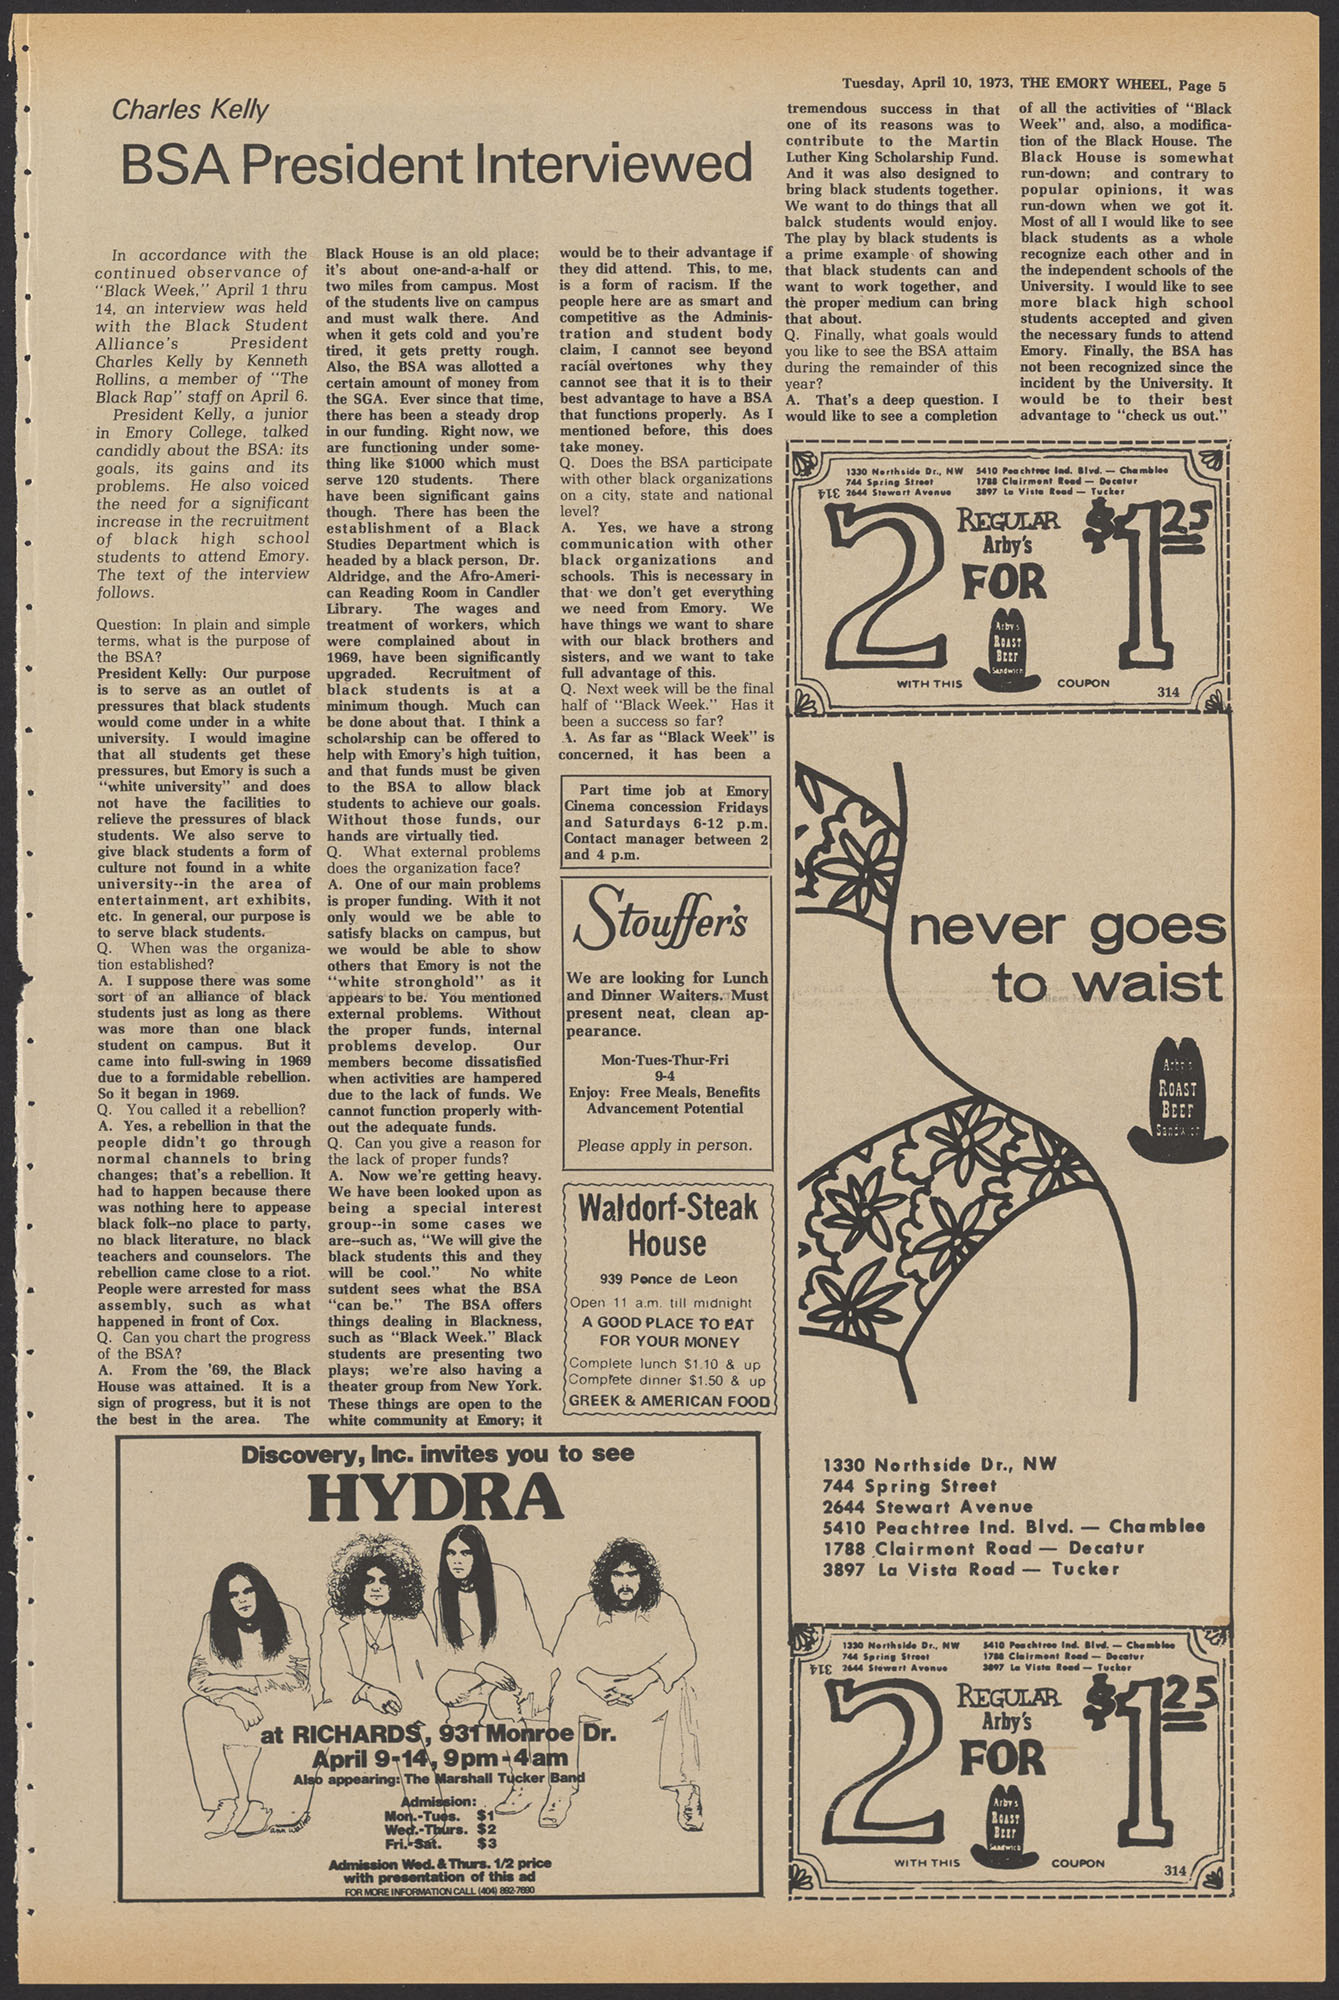 Tuesday, April 10, 1973, THE EMORY WHEEL, Page 5
Charles Kelly
BSA President Interviewed
In accordance with the
continued observance of
"Black Week," April 1 thru
14, an interview was held
with the Black Student
Alliance's President
Charles Kelly by Kenneth
Rollins, a member of "The
Black Rap" staff on April 6.
President Kelly, a junior
in Emory College, talked
candidly about the BSA: its
goals, its gains and its
problems. He also voiced
the need for a significant
increase in the recruitment
of black high school
students to attend Emory.
The text of the interview
follows.
Question: In plain and simple
terms, what is the purpose of
the BSA?
President Kelly: Our purpose
is to serve as an outlet of
pressures that black students
would come under in a white
university. I would imagine
that all students get these
pressures, but Emory is such a
"white university" and does
not have the facilities to
relieve the pressures of black
students. We also serve to
give black students a form of
culture not found in a white
university--in the area of
entertainment, art exhibits,
etc. In general, our purpose is
to serve black students.
Q. When was the organiza-
tion established?
A. I suppose there was some
sort of an alliance of black
students just as long as there
was more than one black
student on campus. But it
came into full-swing in 1969
due to a formidable rebellion.
So it began in 1969.
Q. You called it a rebellion?
A. Yes, a rebellion in that the
people didn't go through
normal channels to bring
changes; that's a rebellion. It
had to happen because there
was nothing here to appease
black folk--no place to party,
no black literature, no black
teachers and counselors. The
rebellion came close to a riot.
People were arrested for mass
assembly, such as what
happened in front of Cox.
Q. Can you chart the progress
of the BSA?
A. From the '69, the Black
House was attained. It is a
sign of progress, but it is not
the best in the area. The
Black House is an old place;
it's about one-and-a-half or
two miles from campus. Most
of the students live on campus
and must walk there. And
when it gets cold and you're
tired, it gets pretty rough.
Also, the BSA was allotted a
certain amount of money from
the SGA. Ever since that time,
there has been a steady drop
in our funding. Right now, we
are functioning under some-
thing like $1000 which must
serve 120 students. There
have been significant gains
though. There has been the
establishment of a Black
Studies Department which is
headed by a black person, Dr.
Aldridge, and the Afro-Ameri-
can Reading Room in Candler
Library. The wages and
treatment of workers, which
were complained about in
1969, have been significantly
upgraded. Recruitment of
black students is at a
minimum though. Much can
be done about that. I think a
scholarship can be offered to
help with Emory's high tuition,
and that funds must be given
to the BSA to allow black
students to achieve our goals.
Without those funds, our
hands are virtually tied.
Q. What external problems
does the organization face?
A. One of our main problems
is proper funding. With it not
only would we be able to
satisfy blacks on campus, but
we would be able to show
others that Emory is not the
"white stronghold" as it
appears to be. You mentioned
external problems. Without
the proper funds, internal
problems develop. Our
members become dissatisfied
when activities are hampered
due to the lack of funds. We
cannot function properly with-
out the adequate funds.
Q. Can you give a reason for
the lack of proper funds?
A. Now we're getting heavy.
We have been looked upon as
being a special interest
group--in some cases we
are--such as, "We will give the
black students this and they
will be cool." No white
sutdent sees what the BSA
"can be." The BSA offers
things dealing in Blackness,
such as "Black Week." Black
students are presenting two
plays; we're also having a
theater group from New York.
These things are open to the
white community at Emory; it
would be to their advantage if
they did attend. This, to me,
is a form of racism. If the
people here are as smart and
competitive as the Adminis-
tration and student body
claim, I cannot see beyond
racial overtones why they
cannot see that it is to their
best advantage to have a BSA
that functions properly. As I
mentioned before, this does
take money.
Q. Does the BSA participate
with other black organizations
on a city, state and national
level?
A. Yes, we have a strong
communication with other
black organizations and
schools. This is necessary in
that we don't get everything
we need from Emory. We
have things we want to share
with our black brothers and
sisters, and we want to take
full advantage of this.
Q. Next week will be the final
half of "Black Week." Has it
been a success so far?
A. As far as "Black Week" is
concerned, it has been a
tremendous success in that
one of its reasons was to
contribute to the Martin
Luther King Scholarship Fund.
And it was also designed to
bring black students together.
We want to do things that all
balck students would enjoy.
The play by black students is
a prime example of showing
that black students can and
want to work together, and
the proper medium can bring
that about.
Q. Finally, what goals would
you like to see the BSA attaim
during the remainder of this
year?
A. That's a deep question. I
would like to see a completion
of all the activities of "Black
Week" and, also, a modifica-
tion of the Black House. The
Black House is somewhat
run-down; and contrary to
popular opinions, it was
run-down when we got it.
Most of all I would like to see
black students as a whole
recognize each other and in
the independent schools of the
University. I would like to see
more black high school
students accepted and given
the necessary funds to attend
Emory. Finally, the BSA has
not been recognized since the
incident by the University. It
would be to their best
advantage to "check us out."
Part time job at Emory
Cinema concession Fridays
and Saturdays 6-12 p.m.
Contact manager between 2
and 4 p.m.
Stouffer's
We are looking for Lunch
and Dinner Waiters. Must
present neat, clean ap-
pearance.
Mon-Tues-Thur-Fri
9-4
Enjoy: Free Meals, Benefits
Advancement Potential
Please apply in person.
Waldorf-Steak
House
939 Ponce de Leon
Open 11 a.m. till midnight
A GOOD PLACE TO EAT
FOR YOUR MONEY
Complete lunch $1.10 & up
Complete dinner $1.50 & up
GREEK & AMERICAN FOOD
Discovery, Inc. invites you to see
HYDRA
at RICHARDS, 931 Monroe Dr.
April 9-14, 9pm-4am
Also appearing: The Marshall Tucker Band
Admission:
Mon.-Tues. $1
Wed.-Thurs. $2
Fri.-Sat. $3
Admission Wed. & Thurs. 1/2 price
with presentation of this ad
FOR MORE INFORMATION CALL (404) 892-7690
1330 Northside Dr., NW 5410 Peachtree Ind. Blvd. — Chamblee
744 Spring Street 1788 Clairmont Road — Decatur
314 2644 Stewart Avenue 3897 La Vista Road — Tucker
2 REGULAR Arby's FOR $1.25
Arby's
ROAST
BEEF
Sandwich
WITH THIS COUPON
314
never goes
to waist
Arby's
ROAST
BEEF
Sandwich
1330 Northside Dr., NW
744 Spring Street
2644 Stewart Avenue
5410 Peachtree Ind. Blvd. — Chamblee
1788 Clairmont Road — Decatur
3897 La Vista Road — Tucker
1330 Northside Dr., NW 5410 Peachtree Ind. Blvd. — Chamblee
744 Spring Street 1788 Clairmont Road — Decatur
314 2644 Stewart Avenue 3897 La Vista Road — Tucker
2 REGULAR Arby's FOR $1.25
Arby's
ROAST
BEEF
Sandwich
WITH THIS COUPON
314